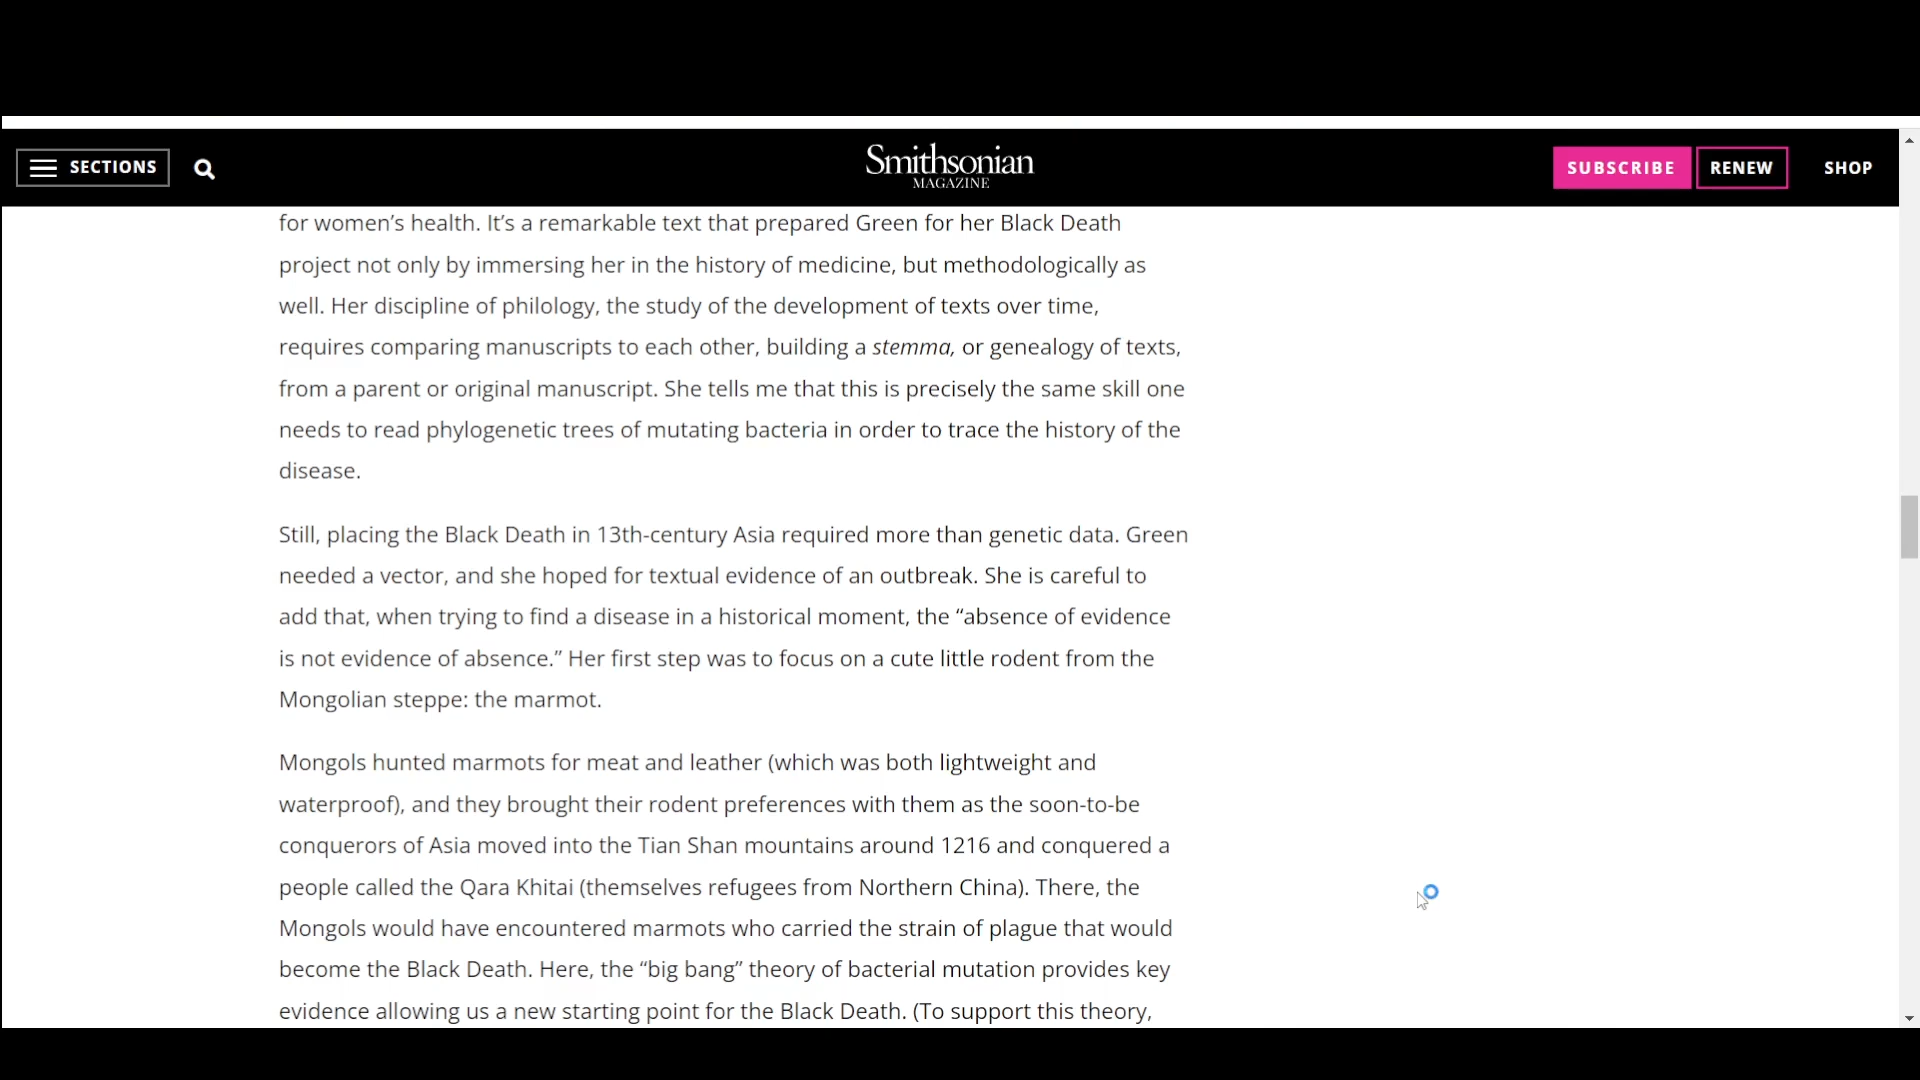 SECTIONS
Smithsonian
MAGAZINE
SUBSCRIBE
RENEW
SHOP
for women’s health. It’s a remarkable text that prepared Green for her Black Death
project not only by immersing her in the history of medicine, but methodologically as
well. Her discipline of philology, the study of the development of texts over time,
requires comparing manuscripts to each other, building a stemma, or genealogy of texts,
from a parent or original manuscript. She tells me that this is precisely the same skill one
needs to read phylogenetic trees of mutating bacteria in order to trace the history of the
disease.
Still, placing the Black Death in 13th-century Asia required more than genetic data. Green
needed a vector, and she hoped for textual evidence of an outbreak. She is careful to
add that, when trying to find a disease in a historical moment, the “absence of evidence
is not evidence of absence.” Her first step was to focus on a cute little rodent from the
Mongolian steppe: the marmot.
Mongols hunted marmots for meat and leather (which was both lightweight and
waterproof), and they brought their rodent preferences with them as the soon-to-be
conquerors of Asia moved into the Tian Shan mountains around 1216 and conquered a
people called the Qara Khitai (themselves refugees from Northern China). There, the
Mongols would have encountered marmots who carried the strain of plague that would
become the Black Death. Here, the “big bang” theory of bacterial mutation provides key
evidence allowing us a new starting point for the Black Death. (To support this theory,